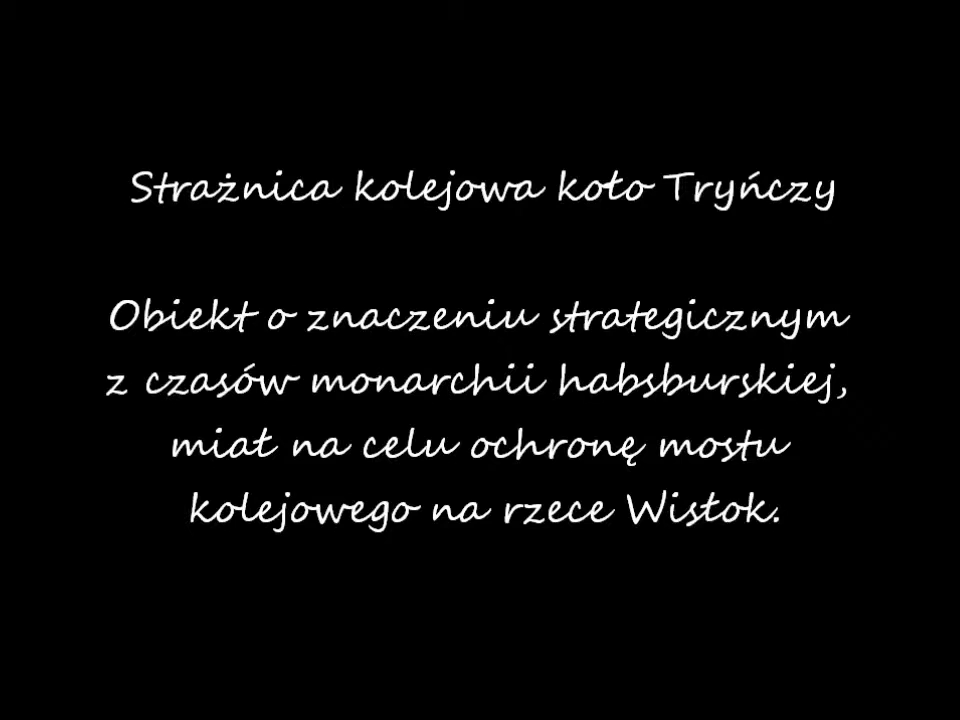 Strażnica kolejowa koło Tryńczy
Obiekt o znaczeniu strategicznym
z czasów monarchii habsburskiej,
miał na celu ochronę mostu
kolejowego na rzece Wisłok.